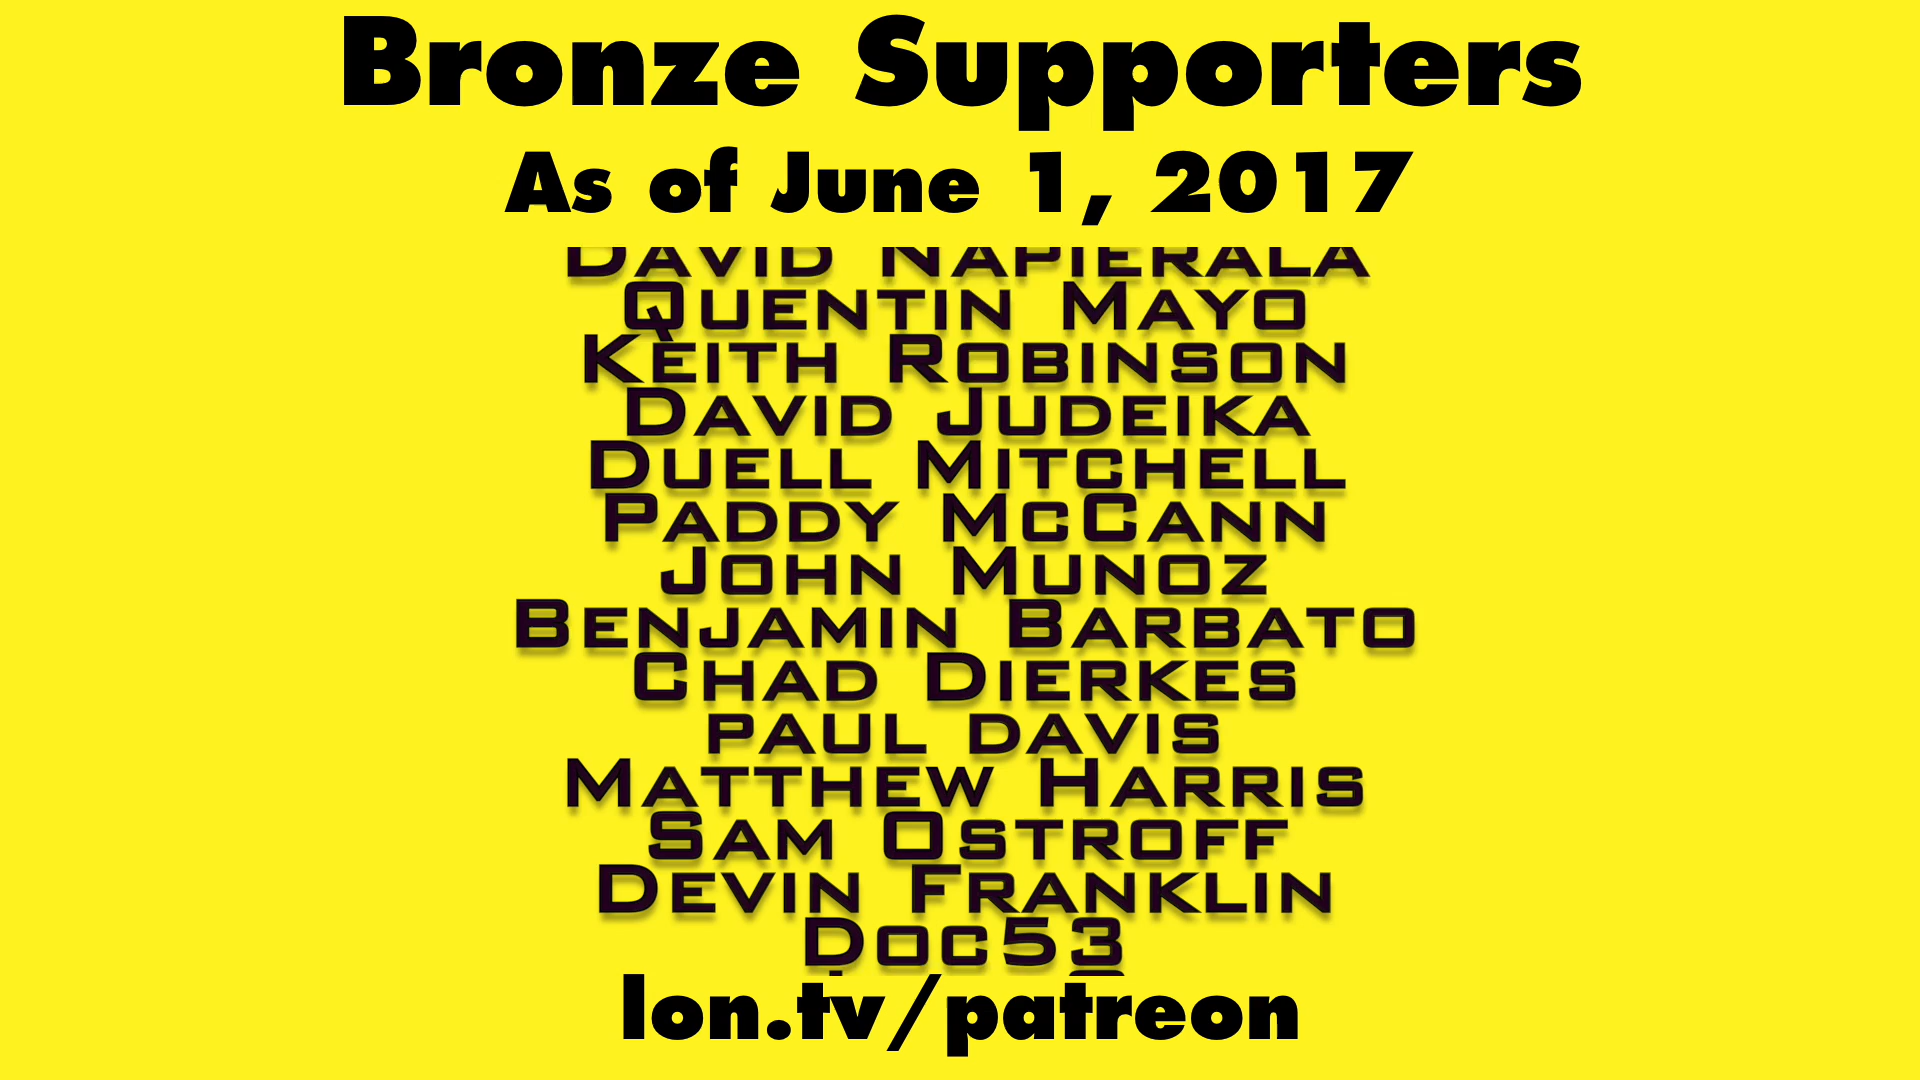 Bronze Supporters
As of June 1, 2017
David Napierala
Quentin Mayo
Keith Robinson
David Judeika
Duell Mitchell
Paddy McCann
John Munoz
Benjamin Barbato
Chad Dierkes
paul davis
Matthew Harris
Sam Ostroff
Devin Franklin
Doc53
lon.tv/patreon